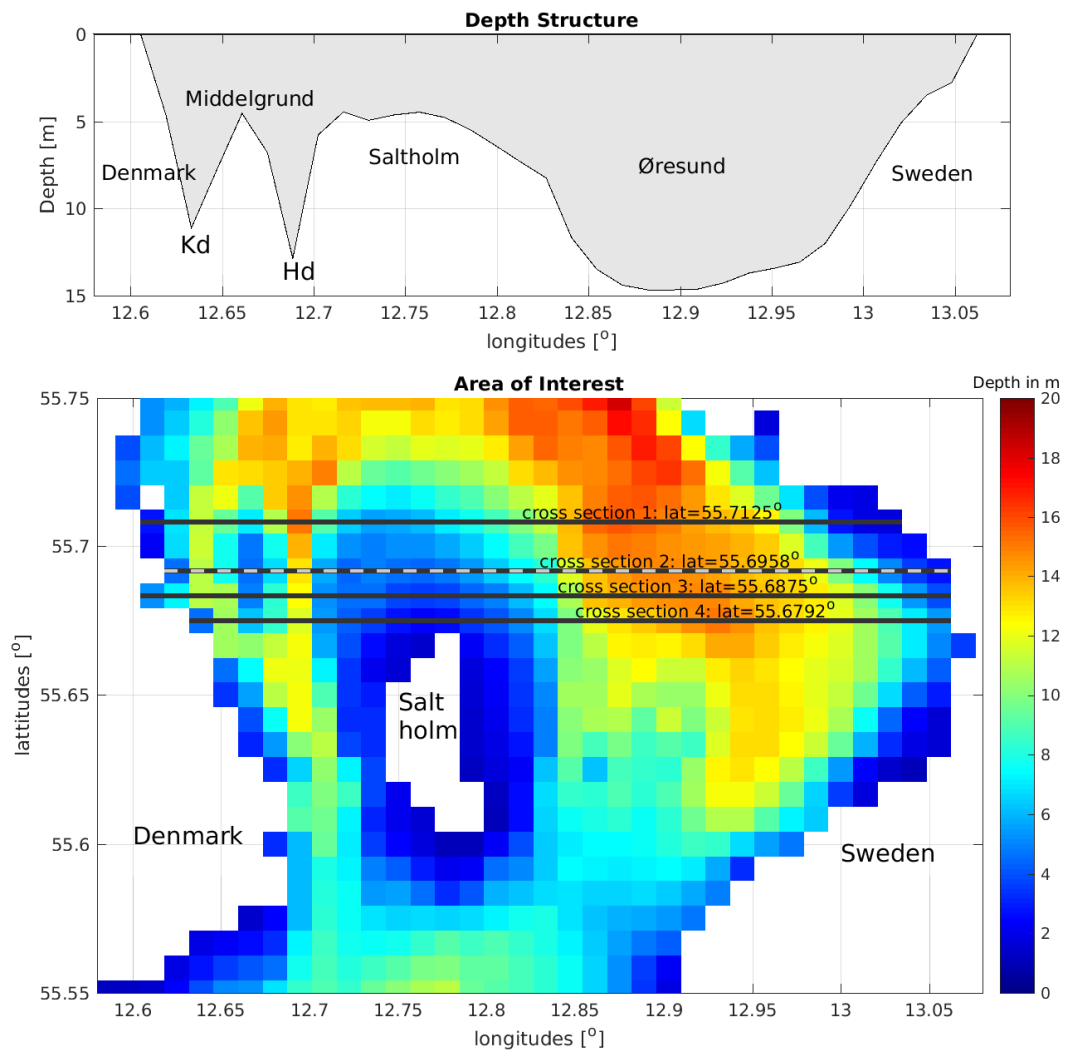 Depth Structure
0
5
10
15
Depth [m]
Middelgrund
Denmark
Saltholm
Øresund
Sweden
Kd
Hd
12.6 12.65 12.7 12.75 12.8 12.85 12.9 12.95 13 13.05
longitudes [o]
Area of Interest
Depth in m
55.75
55.7
55.65
55.6
55.55
lattitudes [o]
cross section 1: lat=55.7125o
cross section 2: lat=55.6958o
cross section 3: lat=55.6875o
cross section 4: lat=55.6792o
Salt
holm
Denmark
Sweden
12.6 12.65 12.7 12.75 12.8 12.85 12.9 12.95 13 13.05
longitudes [o]
20
18
16
14
12
10
8
6
4
2
0